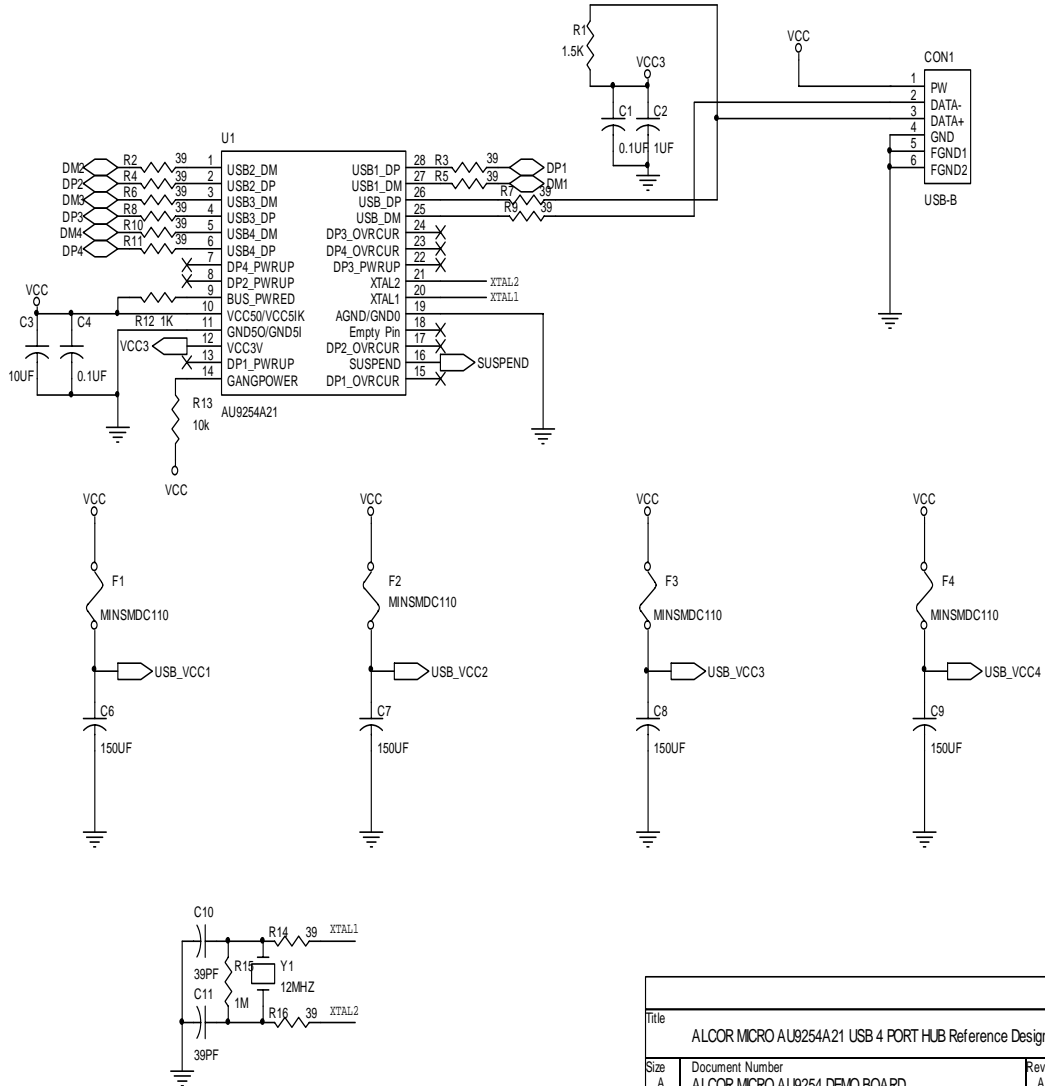 R1
1.5K
VCC3
C1
C2
0.1UF
1UF
VCC
CON1
1 PW
2 DATA-
3 DATA+
4 GND
5 FGND1
6 FGND2
USB-B
U1
DM2 R2 39 1 USB2_DM
DP2 R4 39 2 USB2_DP
DM3 R6 39 3 USB3_DM
DP3 R8 39 4 USB3_DP
DM4 R10 39 5 USB4_DM
DP4 R11 39 6 USB4_DP
7 DP4_PWRUP
8 DP2_PWRUP
9 BUS_PWRED
10 VCC50/VCC5IK
11 GND5O/GND5I
12 VCC3V
13 DP1_PWRUP
14 GANGPOWER
USB1_DP 28 R3 39 DP1
USB1_DM 27 R5 39 DM1
USB_DP 26 R7 39
USB_DM 25 R9 39
DP3_OVRCUR 24
DP4_OVRCUR 23
DP3_PWRUP 22
XTAL2 21 XTAL2
XTAL1 20 XTAL1
AGND/GND0 19
Empty Pin 18
DP2_OVRCUR 17
SUSPEND 16 SUSPEND
DP1_OVRCUR 15
AU9254A21
VCC
C3
C4
10UF
0.1UF
R12 1K
VCC3
R13
10k
VCC
VCC
F1
MINSMDC110
USB_VCC1
C6
150UF
VCC
F2
MINSMDC110
USB_VCC2
C7
150UF
VCC
F3
MINSMDC110
USB_VCC3
C8
150UF
VCC
F4
MINSMDC110
USB_VCC4
C9
150UF
C10
39PF
R14 39 XTAL1
R15
1M
Y1
12MHZ
C11
39PF
R16 39 XTAL2
Title
ALCOR MICRO AU9254A21 USB 4 PORT HUB Reference Design
Size
A
Document Number
ALCOR MICRO AU9254 DEMO BOARD
Rev
A